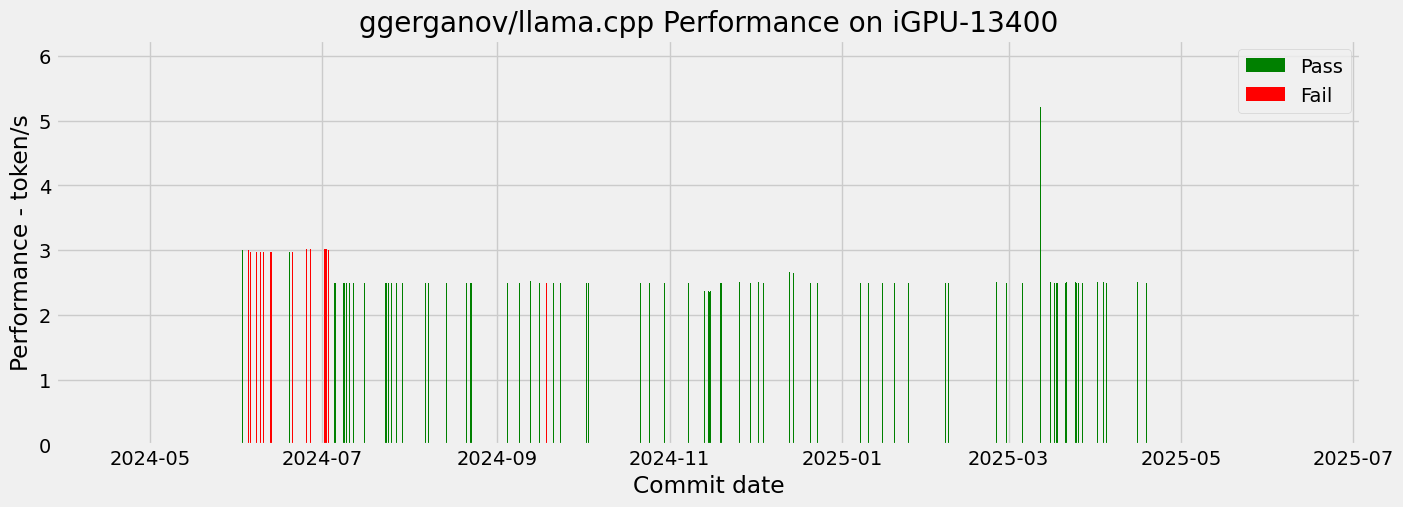 ggerganov/llama.cpp Performance on iGPU-13400
Performance - token/s
6
5
4
3
2
1
0
Pass
Fail
2024-05 2024-07 2024-09 2024-11 2025-01 2025-03 2025-05 2025-07
Commit date